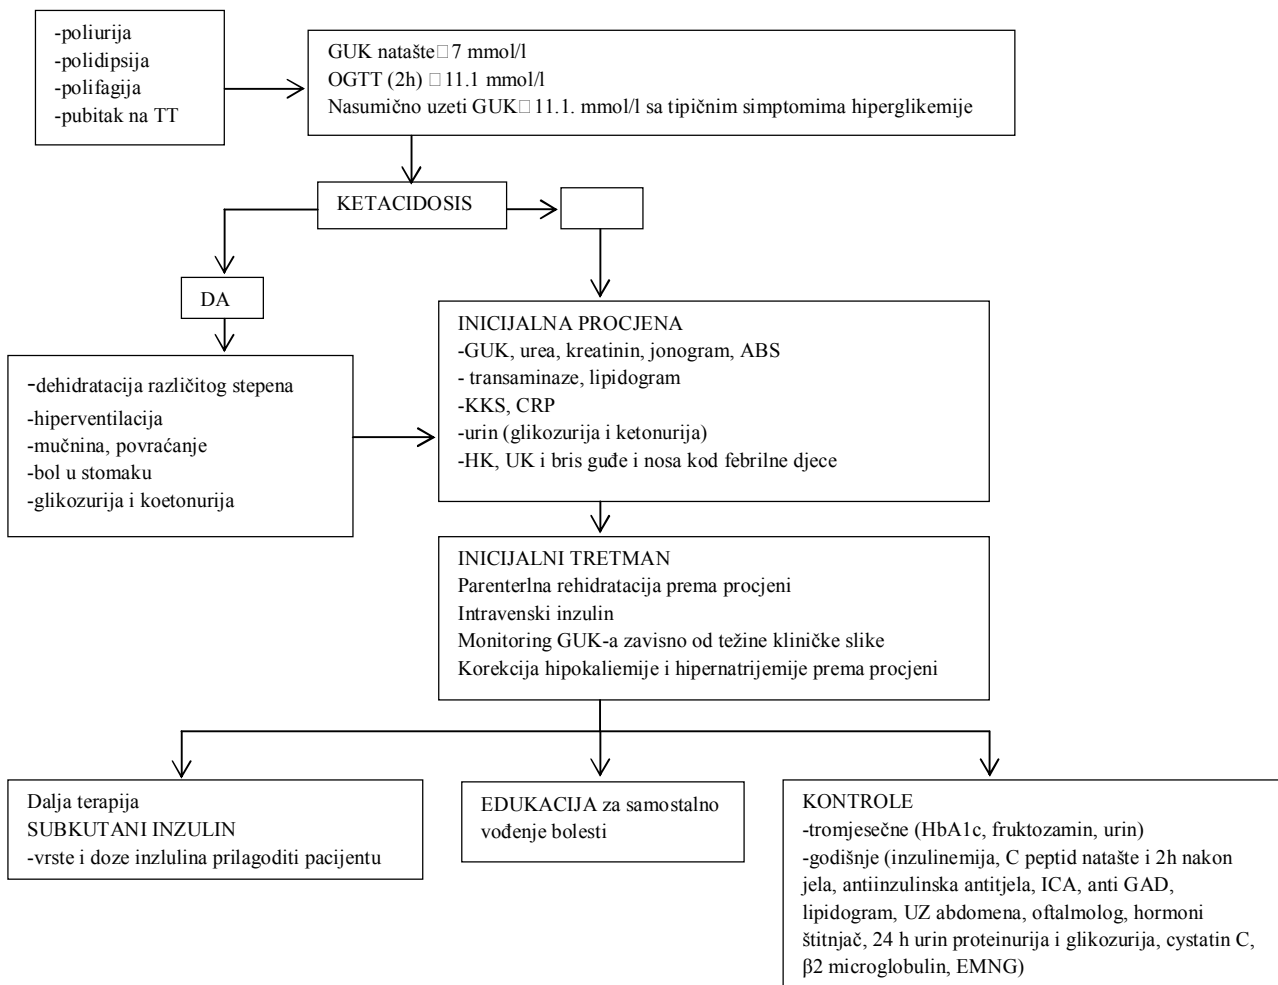 -poliurija
-polidipsija
-polifagija
-pubitak na TT
GUK natašte□7 mmol/l
OGTT (2h) □11.1 mmol/l
Nasumično uzeti GUK□11.1. mmol/l sa tipičnim simptomima hiperglikemije
KETACIDOSIS
DA
-dehidratacija različitog stepena
-hiperventilacija
-mučnina, povraćanje
-bol u stomaku
-glikozurija i koetonurija
INICIJALNA PROCJENA
-GUK, urea, kreatinin, jonogram, ABS
- transaminaze, lipidogram
-KKS, CRP
-urin (glikozurija i ketonurija)
-HK, UK i bris guđe i nosa kod febrilne djece
INICIJALNI TRETMAN
Parenterlna rehidratacija prema procjeni
Intravenski inzulin
Monitoring GUK-a zavisno od težine kliničke slike
Korekcija hipokaliemije i hipernatrijemije prema procjeni
Dalja terapija
SUBKUTANI INZULIN
-vrste i doze inzlulina prilagoditi pacijentu
EDUKACIJA za samostalno
vođenje bolesti
KONTROLE
-tromjesečne (HbA1c, fruktozamin, urin)
-godišnje (inzulinemija, C peptid natašte i 2h nakon
jela, antiinzulinska antitjela, ICA, anti GAD,
lipidogram, UZ abdomena, oftalmolog, hormoni
štitnjač, 24 h urin proteinurija i glikozurija, cystatin C,
β2 microglobulin, EMNG)